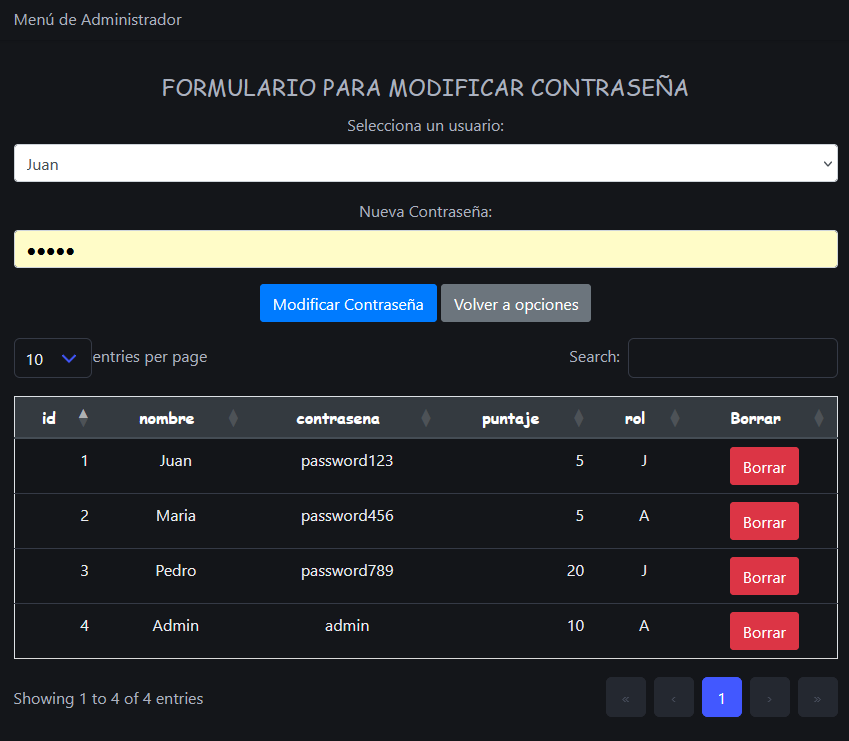 Menú de Administrador
FORMULARIO PARA MODIFICAR CONTRASEÑA
Selecciona un usuario:
Juan
Nueva Contraseña:
•••••
Modificar Contraseña Volver a opciones
10 entries per page Search:
id nombre contrasena puntaje rol Borrar
1 Juan password123 5 J Borrar
2 Maria password456 5 A Borrar
3 Pedro password789 20 J Borrar
4 Admin admin 10 A Borrar
Showing 1 to 4 of 4 entries « ‹ 1 › »